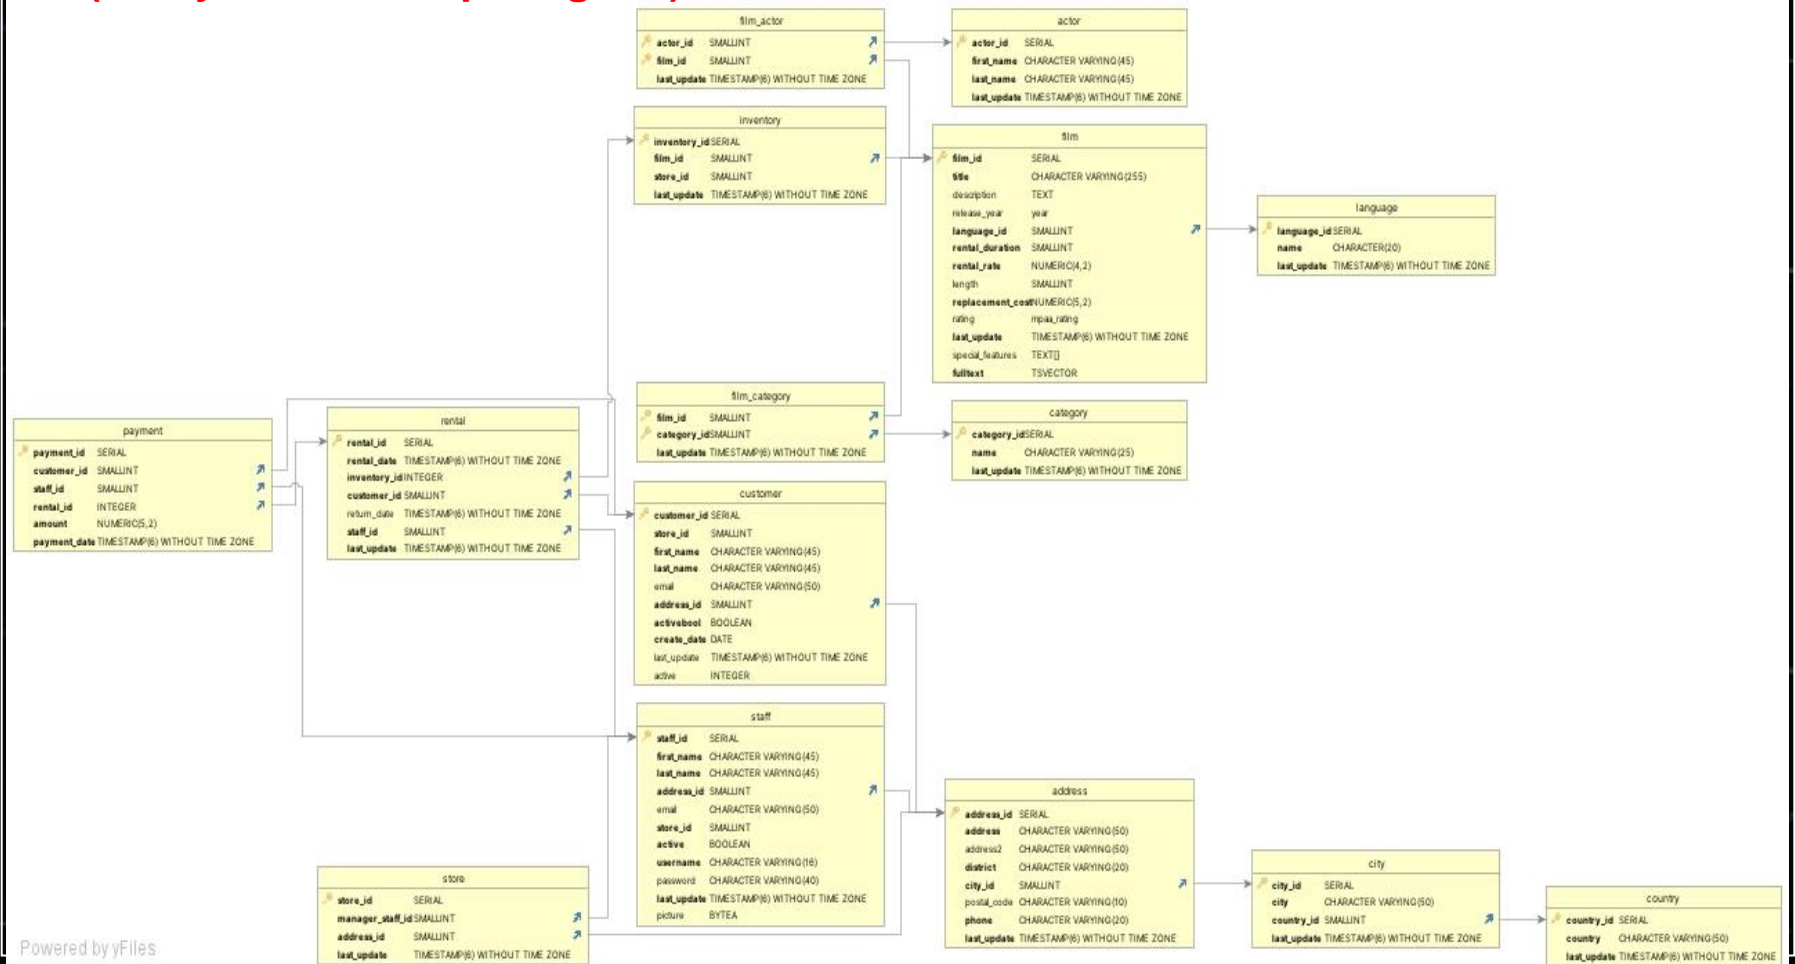 film_actor
actor_id SMALLINT
film_id SMALLINT
last_update TIMESTAMP(6) WITHOUT TIME ZONE
actor
actor_id SERIAL
first_name CHARACTER VARYING(45)
last_name CHARACTER VARYING(45)
last_update TIMESTAMP(6) WITHOUT TIME ZONE
inventory
inventory_id SERIAL
film_id SMALLINT
store_id SMALLINT
last_update TIMESTAMP(6) WITHOUT TIME ZONE
film
film_id SERIAL
title CHARACTER VARYING(255)
description TEXT
release_year year
language_id SMALLINT
rental_duration SMALLINT
rental_rate NUMERIC(4,2)
length SMALLINT
replacement_cost NUMERIC(5,2)
rating mpaa_rating
last_update TIMESTAMP(6) WITHOUT TIME ZONE
special_features TEXT[]
fulltext TSVECTOR
language
language_id SERIAL
name CHARACTER(20)
last_update TIMESTAMP(6) WITHOUT TIME ZONE
film_category
film_id SMALLINT
category_id SMALLINT
last_update TIMESTAMP(6) WITHOUT TIME ZONE
category
category_id SERIAL
name CHARACTER VARYING(25)
last_update TIMESTAMP(6) WITHOUT TIME ZONE
payment
payment_id SERIAL
customer_id SMALLINT
staff_id SMALLINT
rental_id INTEGER
amount NUMERIC(5,2)
payment_date TIMESTAMP(6) WITHOUT TIME ZONE
rental
rental_id SERIAL
rental_date TIMESTAMP(6) WITHOUT TIME ZONE
inventory_id INTEGER
customer_id SMALLINT
return_date TIMESTAMP(6) WITHOUT TIME ZONE
staff_id SMALLINT
last_update TIMESTAMP(6) WITHOUT TIME ZONE
customer
customer_id SERIAL
store_id SMALLINT
first_name CHARACTER VARYING(45)
last_name CHARACTER VARYING(45)
email CHARACTER VARYING(50)
address_id SMALLINT
activebool BOOLEAN
create_date DATE
last_update TIMESTAMP(6) WITHOUT TIME ZONE
active INTEGER
staff
staff_id SERIAL
first_name CHARACTER VARYING(45)
last_name CHARACTER VARYING(45)
address_id SMALLINT
email CHARACTER VARYING(50)
store_id SMALLINT
active BOOLEAN
username CHARACTER VARYING(16)
password CHARACTER VARYING(40)
last_update TIMESTAMP(6) WITHOUT TIME ZONE
picture BYTEA
store
store_id SERIAL
manager_staff_id SMALLINT
address_id SMALLINT
last_update TIMESTAMP(6) WITHOUT TIME ZONE
address
address_id SERIAL
address CHARACTER VARYING(50)
address2 CHARACTER VARYING(50)
district CHARACTER VARYING(20)
city_id SMALLINT
postal_code CHARACTER VARYING(10)
phone CHARACTER VARYING(20)
last_update TIMESTAMP(6) WITHOUT TIME ZONE
city
city_id SERIAL
city CHARACTER VARYING(50)
country_id SMALLINT
last_update TIMESTAMP(6) WITHOUT TIME ZONE
country
country_id SERIAL
country CHARACTER VARYING(50)
last_update TIMESTAMP(6) WITHOUT TIME ZONE
Powered by yFiles